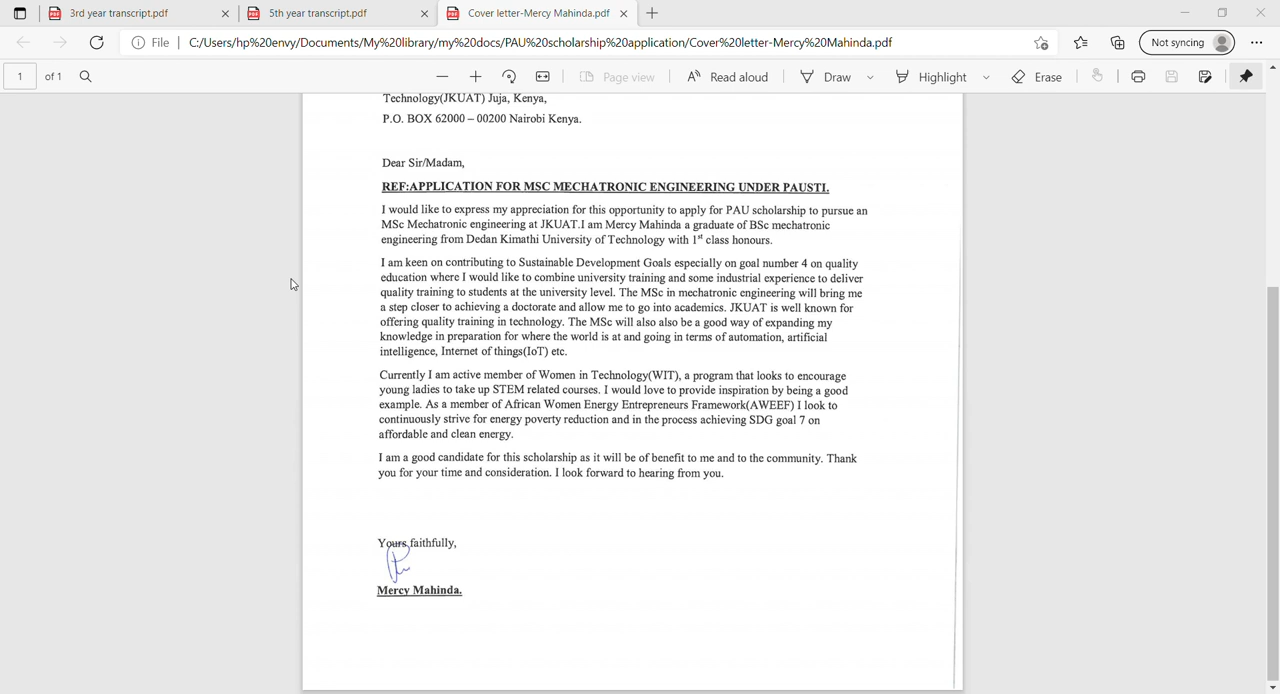 3rd year transcript.pdf
5th year transcript.pdf
Cover letter-Mercy Mahinda.pdf
File
C:/Users/hp%20envy/Documents/My%20library/my%20docs/PAU%20scholarship%20application/Cover%20letter-Mercy%20Mahinda.pdf
Not syncing
1 of 1
Page view
Read aloud
Draw
Highlight
Erase
Technology(JKUAT) Juja, Kenya,
P.O. BOX 62000 – 00200 Nairobi Kenya.
Dear Sir/Madam,
REF:APPLICATION FOR MSC MECHATRONIC ENGINEERING UNDER PAUSTI.
I would like to express my appreciation for this opportunity to apply for PAU scholarship to pursue an
MSc Mechatronic engineering at JKUAT.I am Mercy Mahinda a graduate of BSc mechatronic
engineering from Dedan Kimathi University of Technology with 1st class honours.
I am keen on contributing to Sustainable Development Goals especially on goal number 4 on quality
education where I would like to combine university training and some industrial experience to deliver
quality training to students at the university level. The MSc in mechatronic engineering will bring me
a step closer to achieving a doctorate and allow me to go into academics. JKUAT is well known for
offering quality training in technology. The MSc will also also be a good way of expanding my
knowledge in preparation for where the world is at and going in terms of automation, artificial
intelligence, Internet of things(IoT) etc.
Currently I am active member of Women in Technology(WIT), a program that looks to encourage
young ladies to take up STEM related courses. I would love to provide inspiration by being a good
example. As a member of African Women Energy Entrepreneurs Framework(AWEEF) I look to
continuously strive for energy poverty reduction and in the process achieving SDG goal 7 on
affordable and clean energy.
I am a good candidate for this scholarship as it will be of benefit to me and to the community. Thank
you for your time and consideration. I look forward to hearing from you.
Yours faithfully,
Mercy Mahinda.